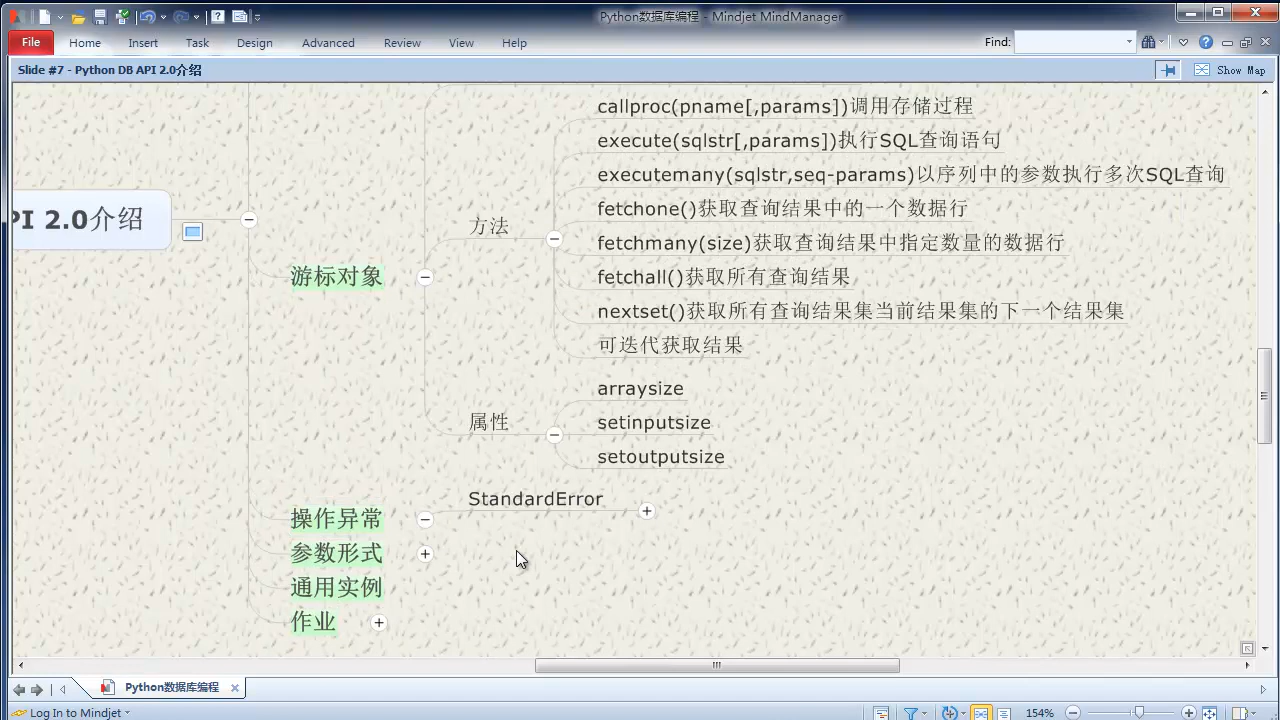 Python数据编程 - Mindjet MindManager
File Home Insert Task Design Advanced Review View Help Find:
Slide #7 - Python DB API 2.0介绍 Show Map
callproc(pname[,params])调用存储过程
execute(sqlstr[,params])执行SQL查询语句
executemany(sqlstr,seq-params)以序列中的参数执行多次SQL查询
PI 2.0介绍
fetchone()获取查询结果中的一个数据行
方法
fetchmany(size)获取查询结果中指定数量的数据行
游标对象
fetchall()获取所有查询结果
nextset()获取所有查询结果集当前结果集的下一个结果集
可迭代获取结果
arraysize
属性
setinputsize
setoutputsize
StandardError
操作异常
参数形式
通用实例
作业
Python数据库编程
Log In to Mindjet 154%